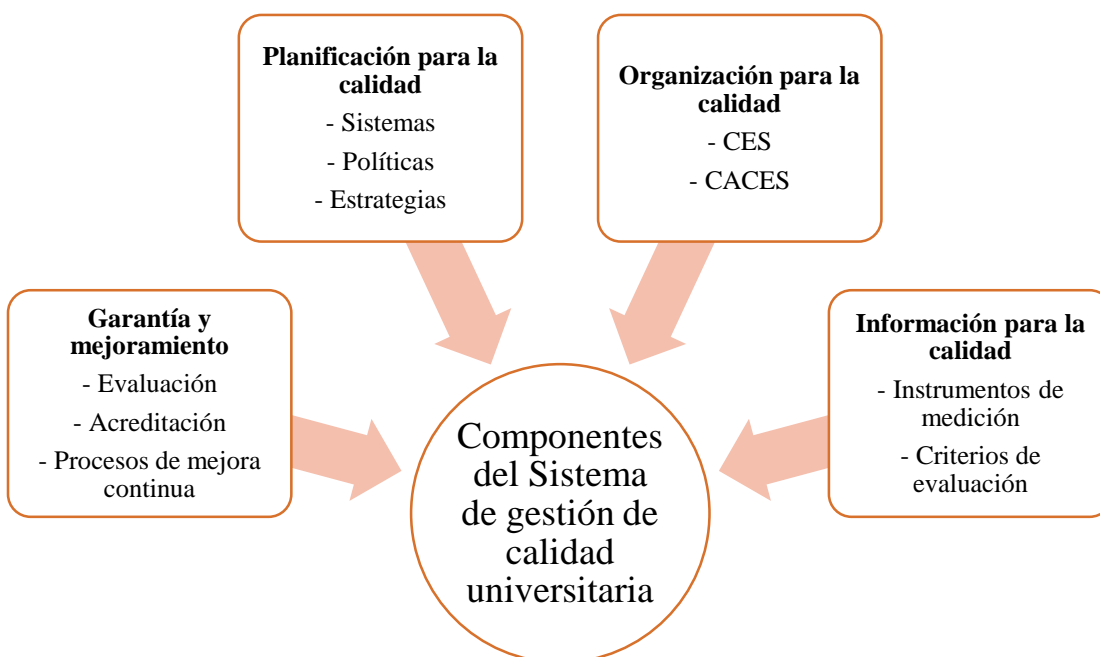 Planificación para la
calidad
- Sistemas
- Políticas
- Estrategias
Organización para la
calidad
- CES
- CACES
Garantía y
mejoramiento
- Evaluación
- Acreditación
- Procesos de mejora
continua
Información para la
calidad
- Instrumentos de
medición
- Criterios de
evaluación
Componentes
del Sistema
de gestión de
calidad
universitaria